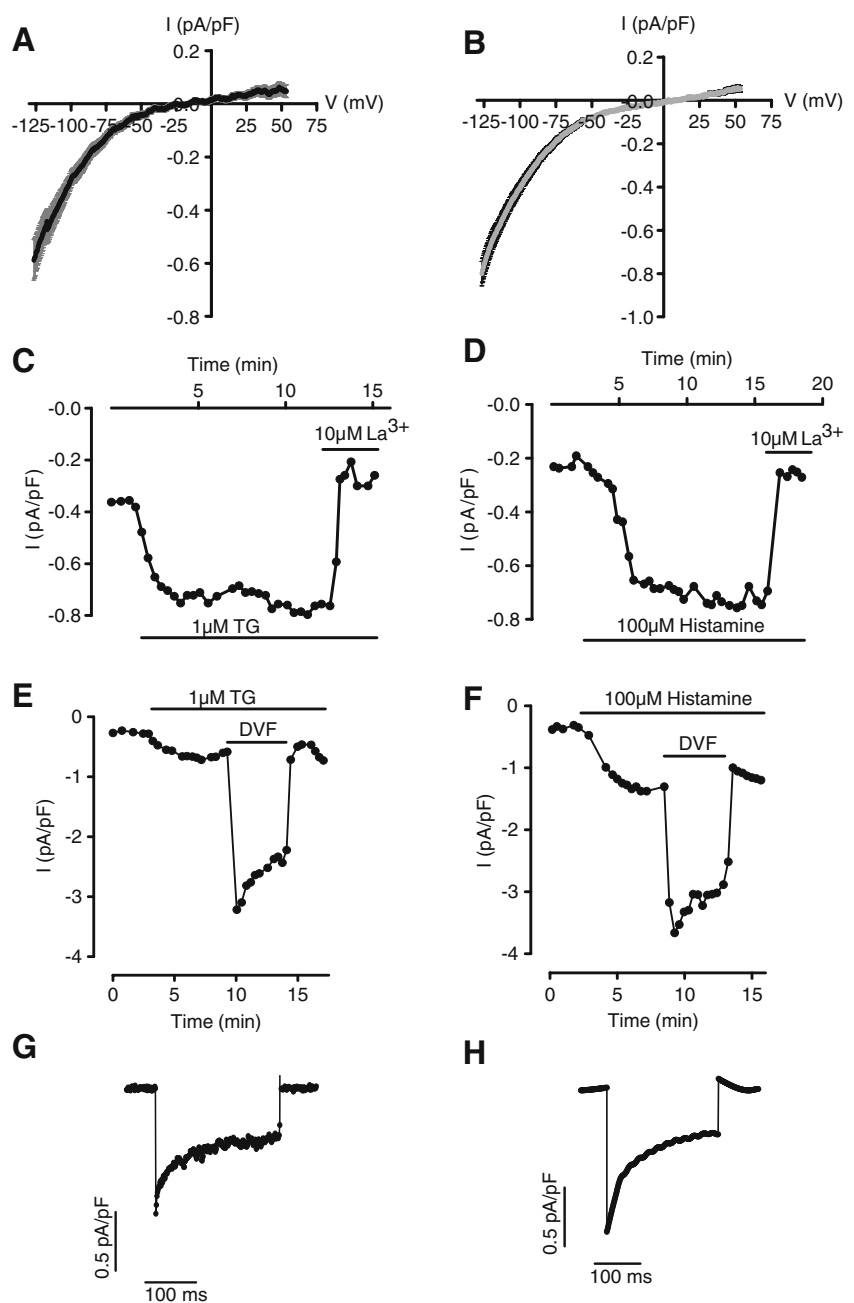 A
I (pA/pF)
0.2
0.0
V (mV)
-125 -100 -75 -50 -25 25 50 75
-0.2
-0.4
-0.6
-0.8
B
I (pA/pF)
0.2
0.0
V (mV)
-125 -100 -75 -50 -25 25 50 75
-0.2
-0.4
-0.6
-0.8
-1.0
C
Time (min)
5 10 15
-0.0
-0.2
-0.4
-0.6
-0.8
I (pA/pF)
10µM La3+
1µM TG
D
Time (min)
5 10 15 20
-0.0
-0.2
-0.4
-0.6
-0.8
I (pA/pF)
10µM La3+
100µM Histamine
E
1µM TG
DVF
0
-1
-2
-3
-4
I (pA/pF)
0 5 10 15
Time (min)
F
100µM Histamine
DVF
0
-1
-2
-3
-4
I (pA/pF)
0 5 10 15
Time (min)
G
0.5 pA/pF
100 ms
H
0.5 pA/pF
100 ms